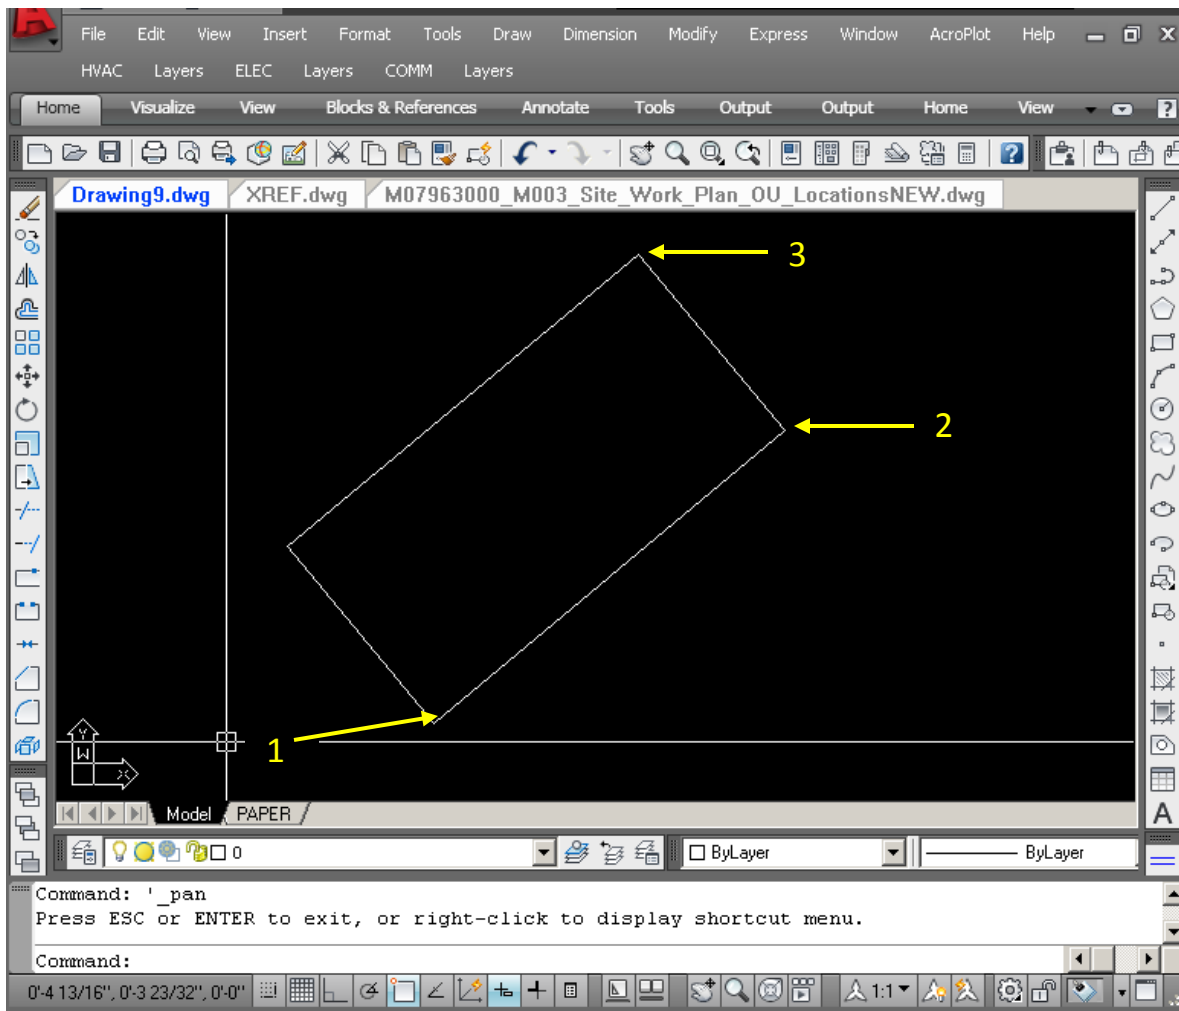 File Edit View Insert Format Tools Draw Dimension Modify Express Window AcroPlot Help
HVAC Layers ELEC Layers COMM Layers
Home Visualize View Blocks & References Annotate Tools Output Output Home View
Drawing9.dwg XREF.dwg M07963000_M003_Site_Work_Plan_OU_LocationsNEW.dwg
3
2
1
Y
W
X
Model PAPER
A
0 ByLayer ByLayer
Command: '_pan
Press ESC or ENTER to exit, or right-click to display shortcut menu.
Command:
0'-4 13/16", 0'-3 23/32", 0'-0" 1:1